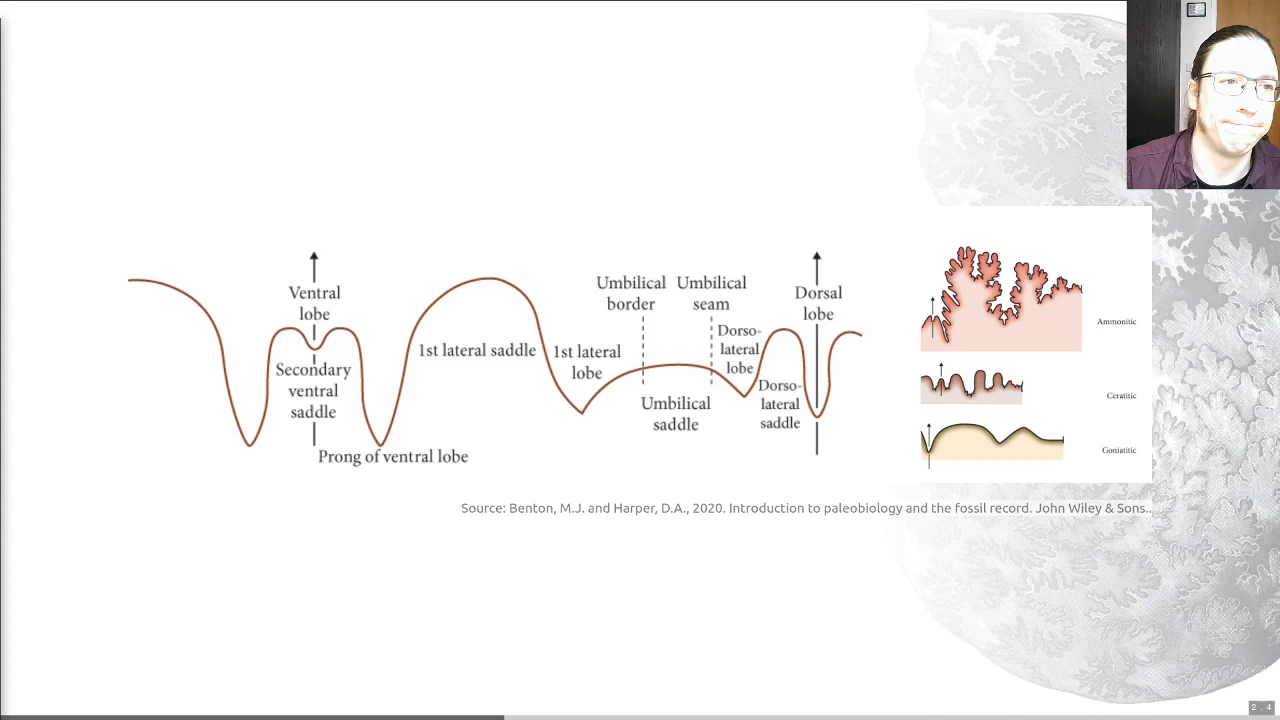 Ventral
lobe
Secondary
ventral
saddle
Prong of ventral lobe
1st lateral saddle
1st lateral
lobe
Umbilical
border
Umbilical
seam
Umbilical
saddle
Dorso-
lateral
lobe
Dorso-
lateral
saddle
Dorsal
lobe
Ammonitic
Ceratitic
Goniatitic
Source: Benton, M.J. and Harper, D.A., 2020. Introduction to paleobiology and the fossil record. John Wiley & Sons..
2 . 4